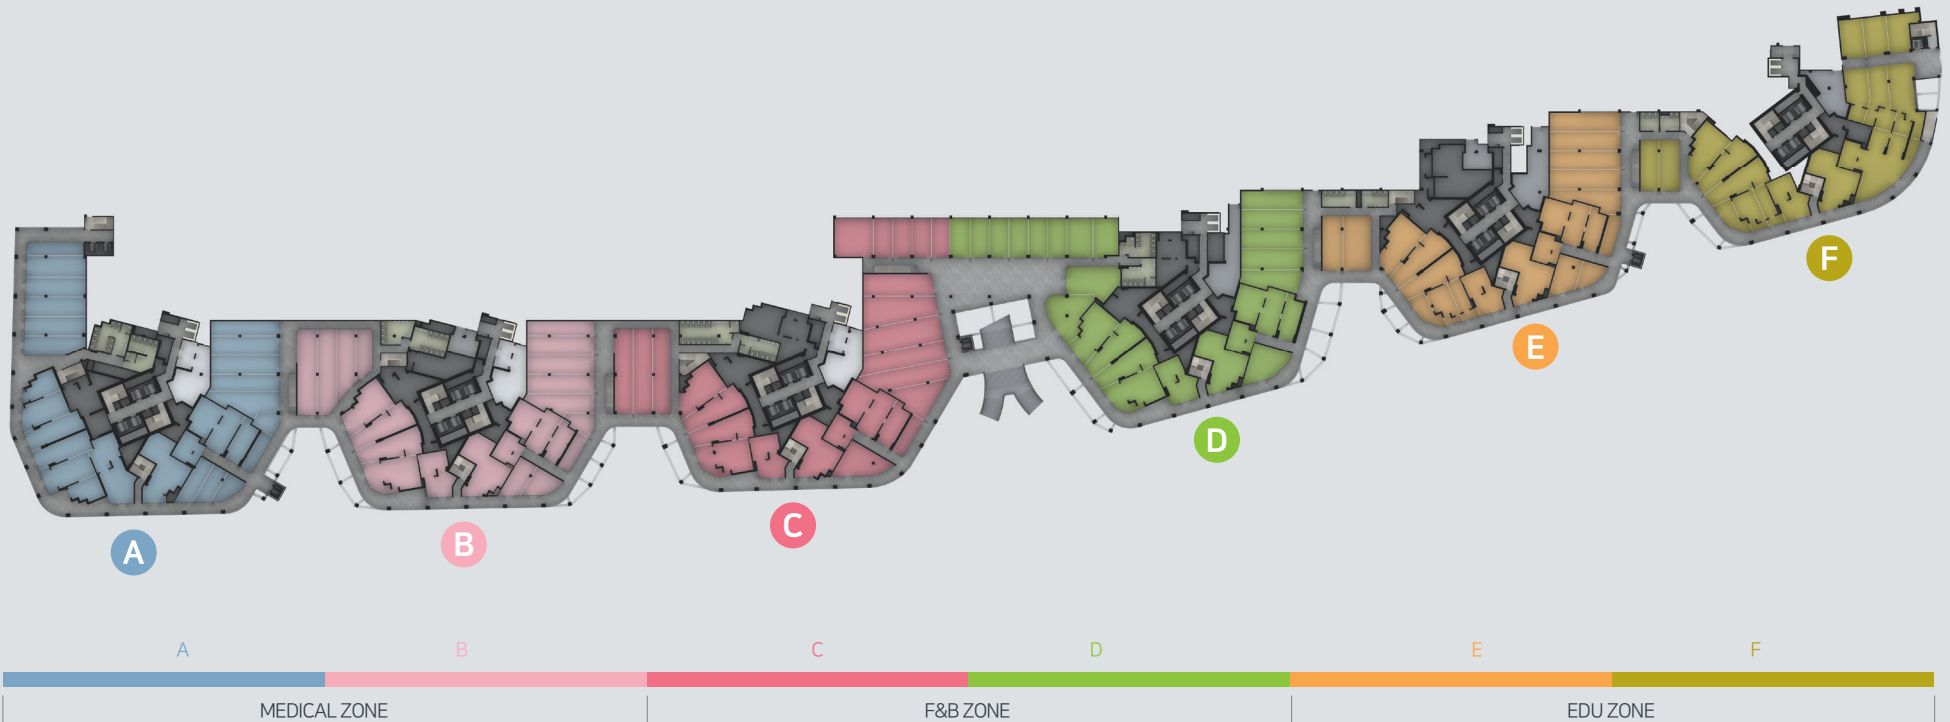 F
E
D
C
B
A
A B C D E F
MEDICAL ZONE F&B ZONE EDU ZONE